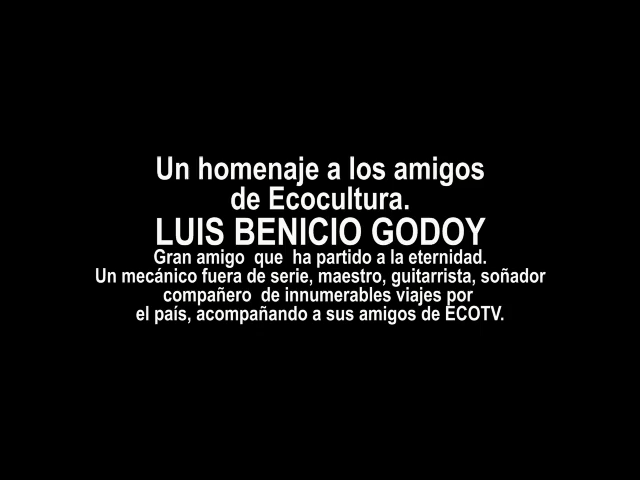 Un homenaje a los amigos
de Ecocultura.
LUIS BENICIO GODOY
Gran amigo  que  ha partido a la eternidad.
Un mecánico fuera de serie, maestro, guitarrista, soñador
compañero  de innumerables viajes por
el país, acompañando a sus amigos de ECOTV.